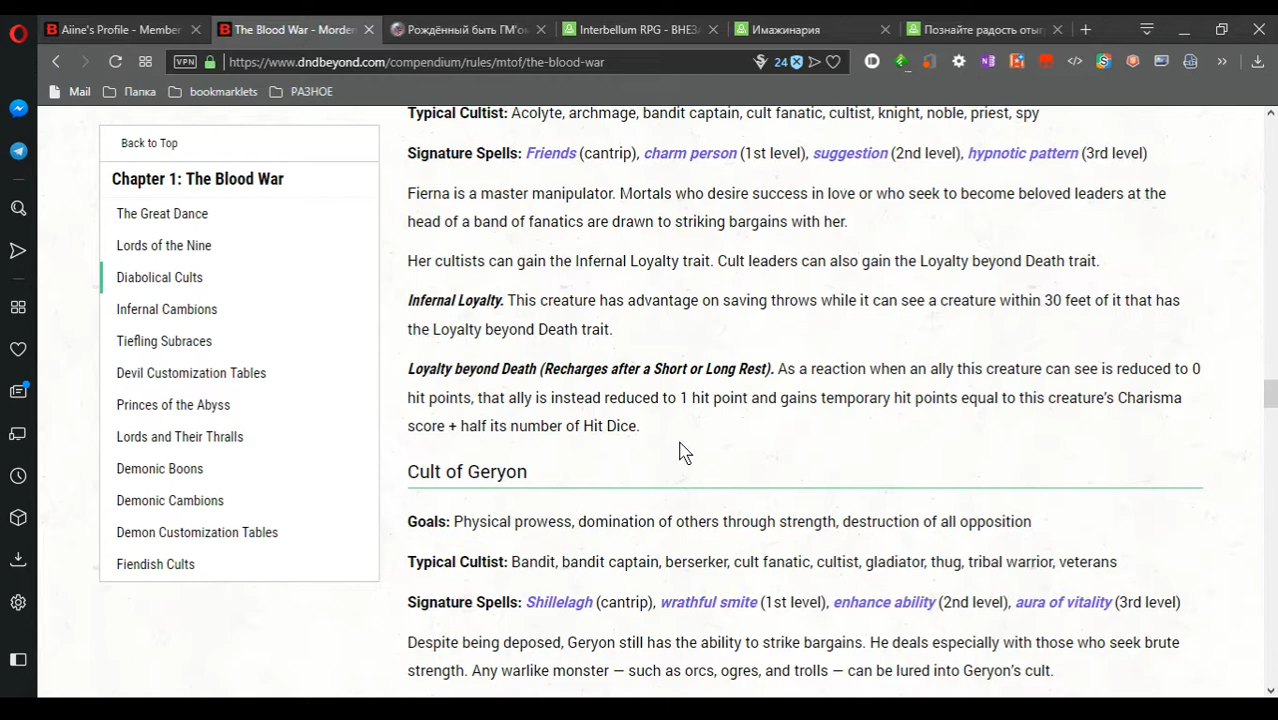 Aiine's Profile - Member
The Blood War - Morden
Рождённый быть ГМ'о
Interbellum RPG - ВНЕЗ
Имажинария
Познайте радость отыг
VPN
https://www.dndbeyond.com/compendium/rules/mtof/the-blood-war
24
Mail
Папка
bookmarklets
РАЗНОЕ
Back to Top
Chapter 1: The Blood War
The Great Dance
Lords of the Nine
Diabolical Cults
Infernal Cambions
Tiefling Subraces
Devil Customization Tables
Princes of the Abyss
Lords and Their Thralls
Demonic Boons
Demonic Cambions
Demon Customization Tables
Fiendish Cults
Typical Cultist: Acolyte, archmage, bandit captain, cult fanatic, cultist, knight, noble, priest, spy
Signature Spells: Friends (cantrip), charm person (1st level), suggestion (2nd level), hypnotic pattern (3rd level)
Fierna is a master manipulator. Mortals who desire success in love or who seek to become beloved leaders at the
head of a band of fanatics are drawn to striking bargains with her.
Her cultists can gain the Infernal Loyalty trait. Cult leaders can also gain the Loyalty beyond Death trait.
Infernal Loyalty. This creature has advantage on saving throws while it can see a creature within 30 feet of it that has
the Loyalty beyond Death trait.
Loyalty beyond Death (Recharges after a Short or Long Rest). As a reaction when an ally this creature can see is reduced to 0
hit points, that ally is instead reduced to 1 hit point and gains temporary hit points equal to this creature's Charisma
score + half its number of Hit Dice.
Cult of Geryon
Goals: Physical prowess, domination of others through strength, destruction of all opposition
Typical Cultist: Bandit, bandit captain, berserker, cult fanatic, cultist, gladiator, thug, tribal warrior, veterans
Signature Spells: Shillelagh (cantrip), wrathful smite (1st level), enhance ability (2nd level), aura of vitality (3rd level)
Despite being deposed, Geryon still has the ability to strike bargains. He deals especially with those who seek brute
strength. Any warlike monster — such as orcs, ogres, and trolls — can be lured into Geryon's cult.